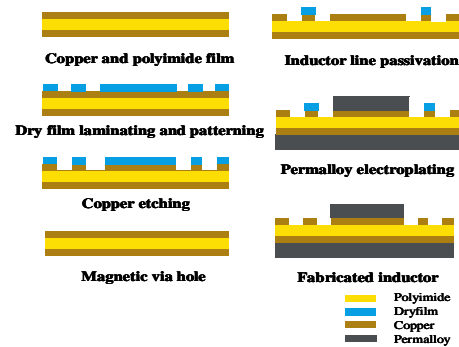 Copper and polyimide film
Dry film laminating and patterning
Copper etching
Magnetic via hole
Inductor line passivation
Permalloy electroplating
Fabricated inductor
Polyimide
Dryfilm
Copper
Permalloy